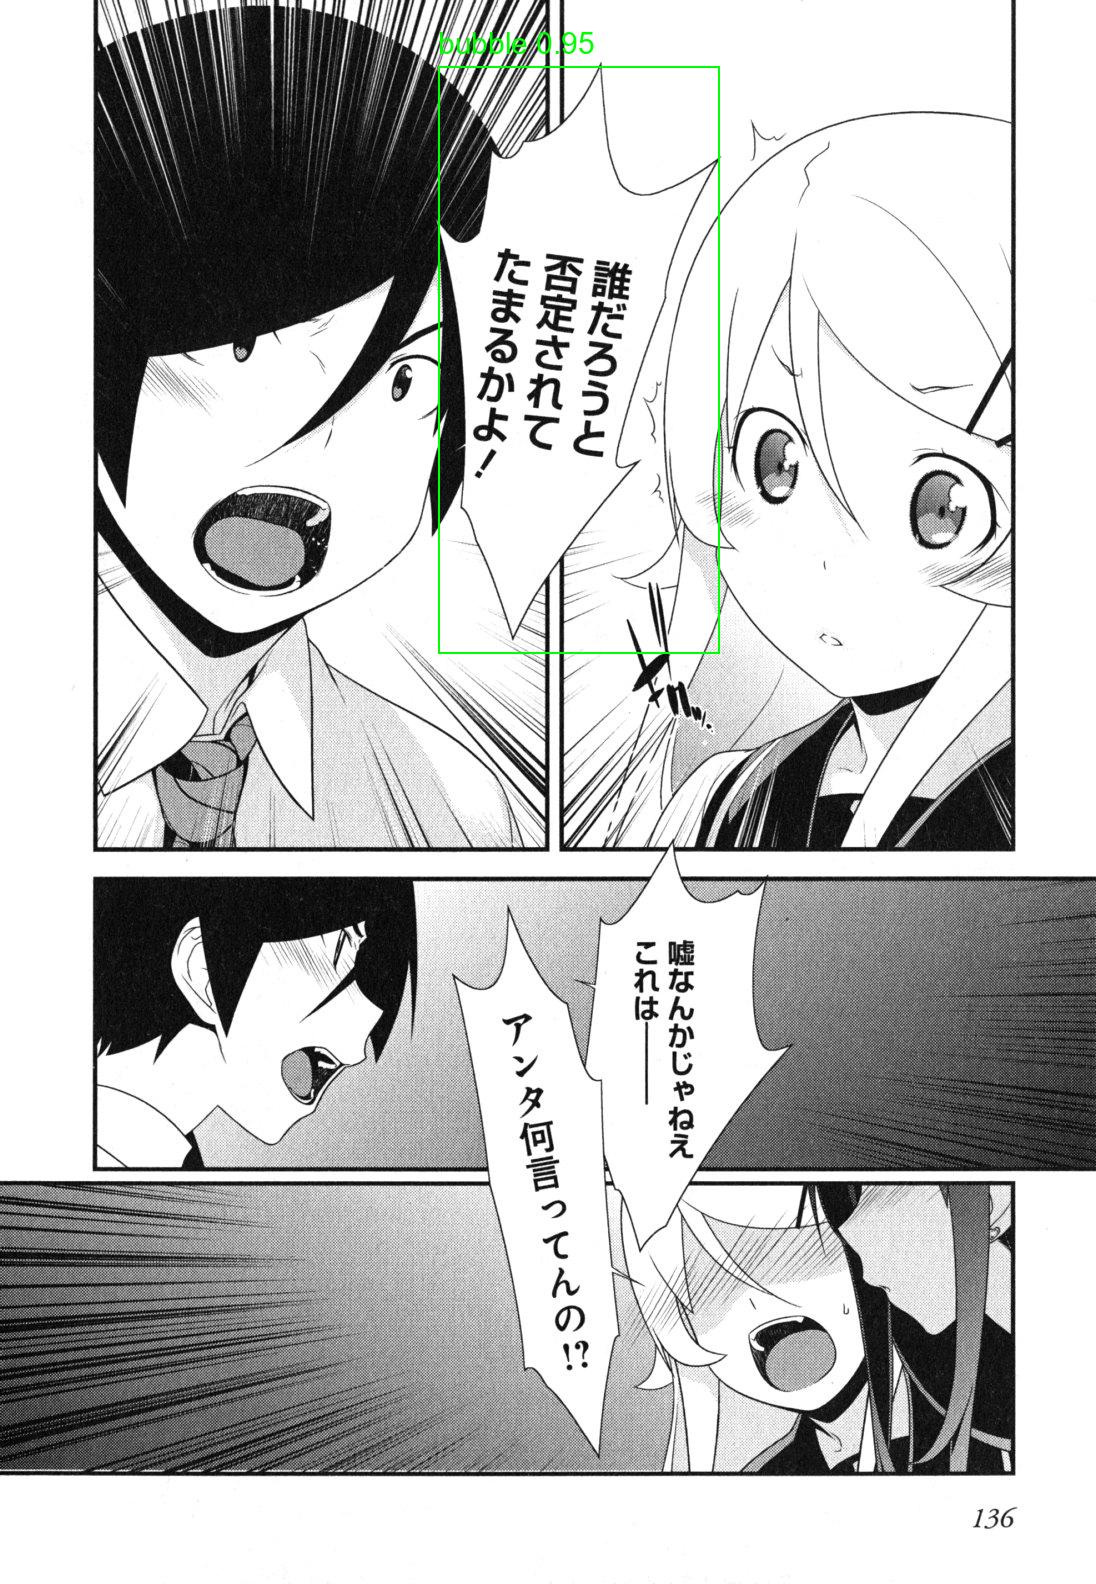 bubble 0.95
誰だろうと
否定されて
たまるかよ!
嘘なんかじゃねえ
これは――
アンタ何言ってんの!?
136